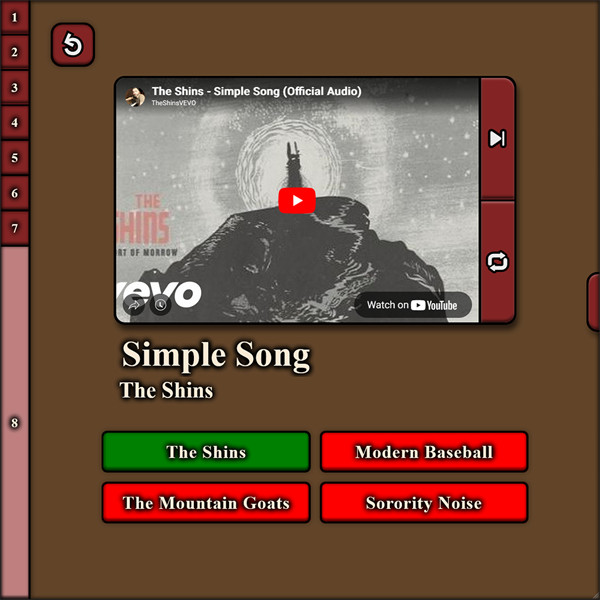 1
2
3
4
5
6
7
8
The Shins - Simple Song (Official Audio)
TheShinsVEVO
THE
SHINS
ORT OF MORROW
vevo
Watch on YouTube
Simple Song
The Shins
The Shins
Modern Baseball
The Mountain Goats
Sorority Noise